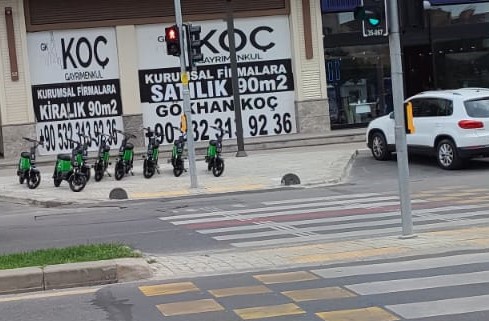 KOÇ
GAYRİMENKUL
KURUMSAL FİRMALARA
KİRALIK 90m2
KOÇ
GAYRİMENKUL
KURUMSAL FİRMALARA
SATILIK 90m2
GÖKHAN KOÇ